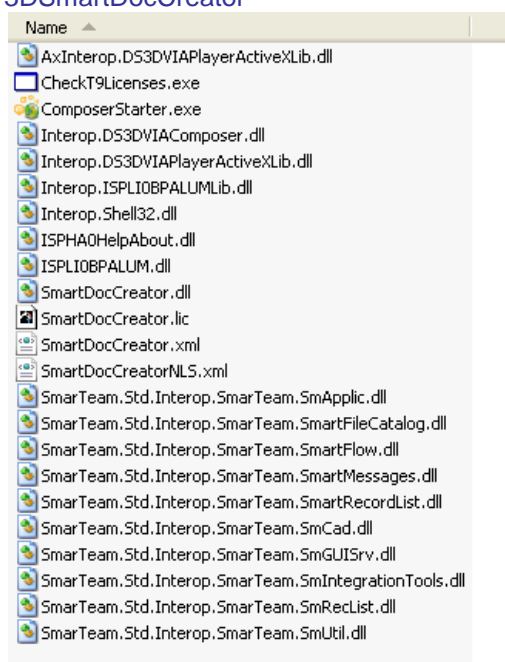 3DSmartDocCreator
Name
AxInterop.DS3DVIAPlayerActiveXLib.dll
CheckT9Licenses.exe
ComposerStarter.exe
Interop.DS3DVIAComposer.dll
Interop.DS3DVIAPlayerActiveXLib.dll
Interop.ISPLI0BPALUMLib.dll
Interop.Shell32.dll
ISPHA0HelpAbout.dll
ISPLI0BPALUM.dll
SmartDocCreator.dll
SmartDocCreator.lic
SmartDocCreator.xml
SmartDocCreatorNLS.xml
SmarTeam.Std.Interop.SmarTeam.SmApplic.dll
SmarTeam.Std.Interop.SmarTeam.SmartFileCatalog.dll
SmarTeam.Std.Interop.SmarTeam.SmartFlow.dll
SmarTeam.Std.Interop.SmarTeam.SmartMessages.dll
SmarTeam.Std.Interop.SmarTeam.SmartRecordList.dll
SmarTeam.Std.Interop.SmarTeam.SmCad.dll
SmarTeam.Std.Interop.SmarTeam.SmGUISrv.dll
SmarTeam.Std.Interop.SmarTeam.SmIntegrationTools.dll
SmarTeam.Std.Interop.SmarTeam.SmRecList.dll
SmarTeam.Std.Interop.SmarTeam.SmUtil.dll